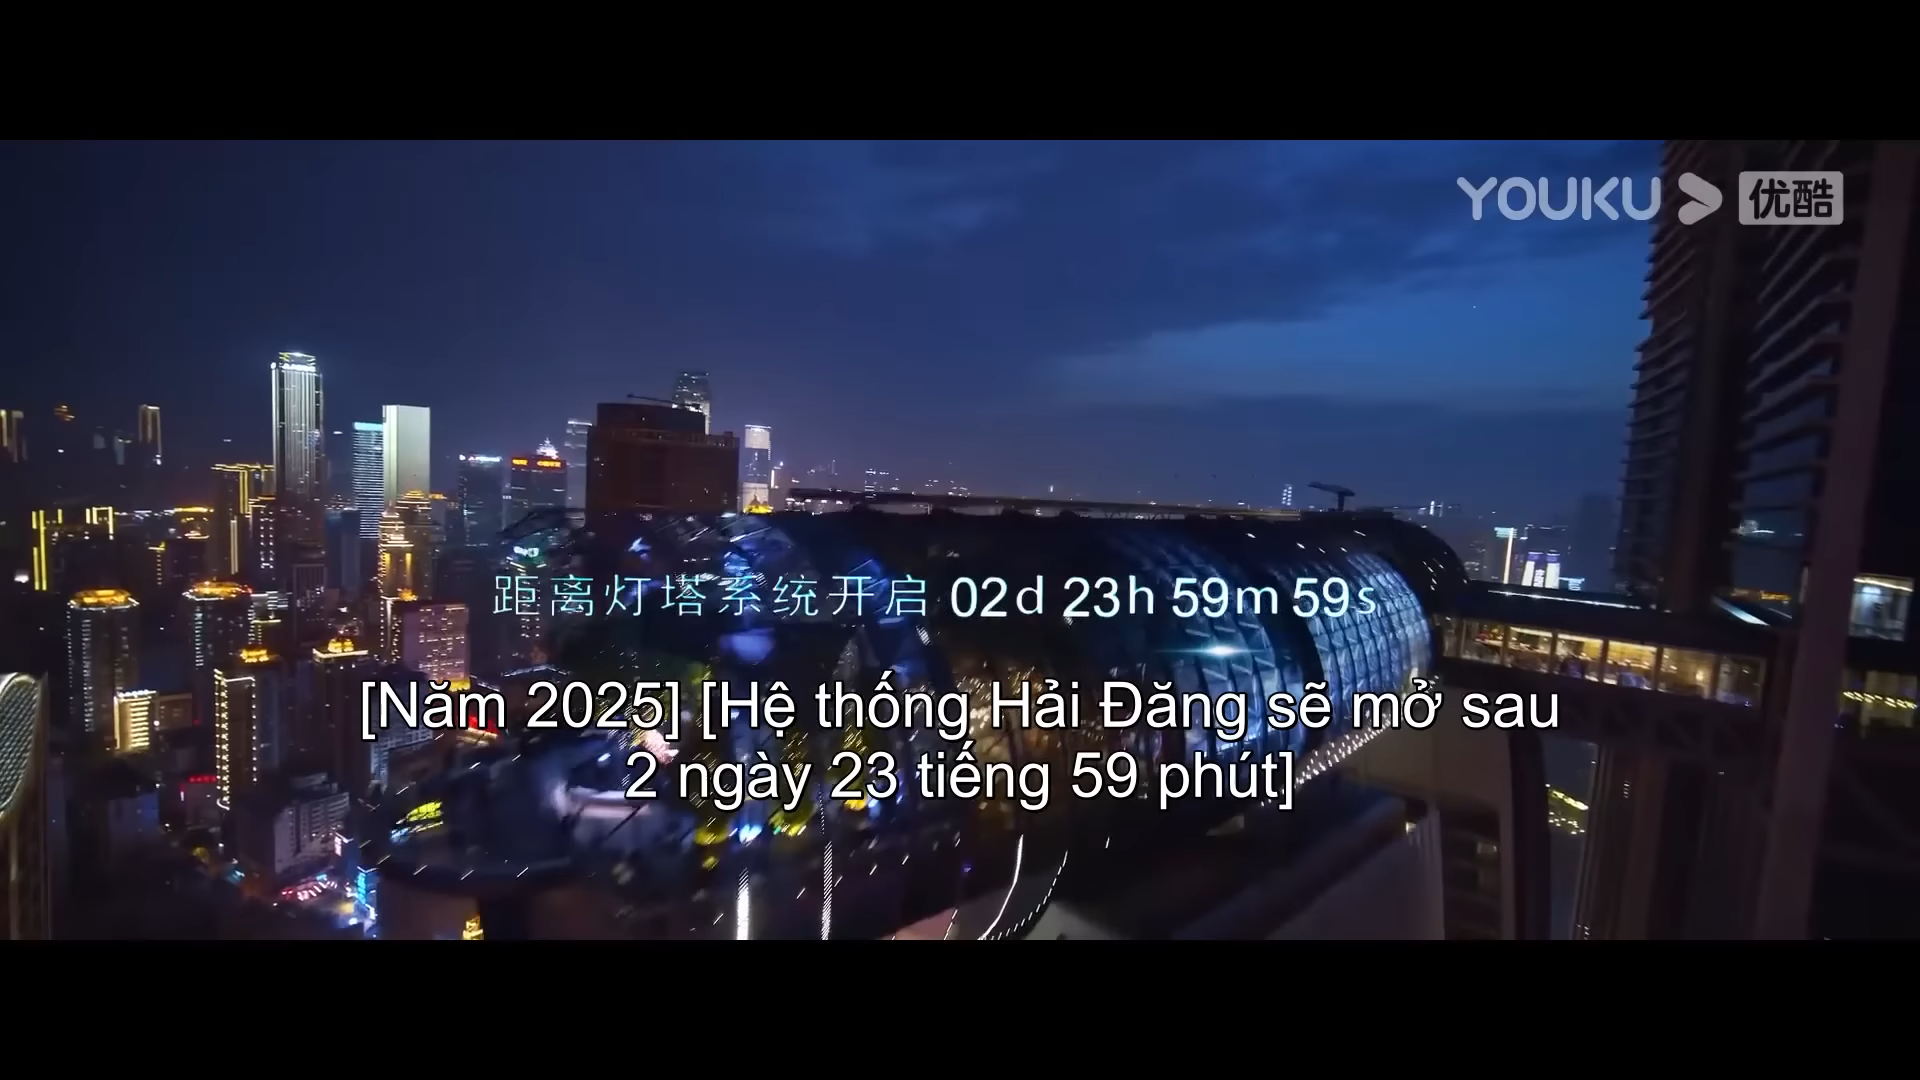 YOUKU 优酷
距离灯塔系统开启 02d 23h 59m 59s
[Năm 2025] [Hệ thống Hải Đăng sẽ mở sau
2 ngày 23 tiếng 59 phút]